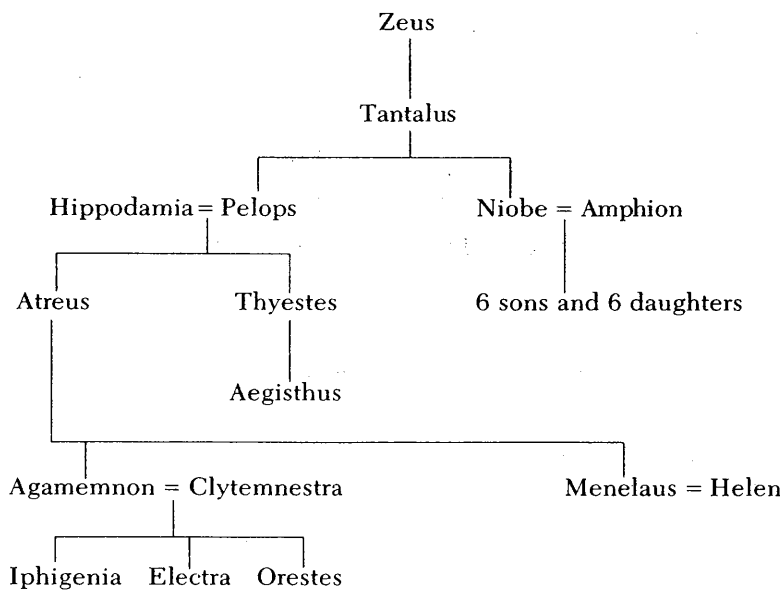 Zeus
Tantalus
Hippodamia = Pelops Niobe = Amphion
Atreus Thyestes 6 sons and 6 daughters
Aegisthus
Agamemnon = Clytemnestra Menelaus = Helen
Iphigenia Electra Orestes